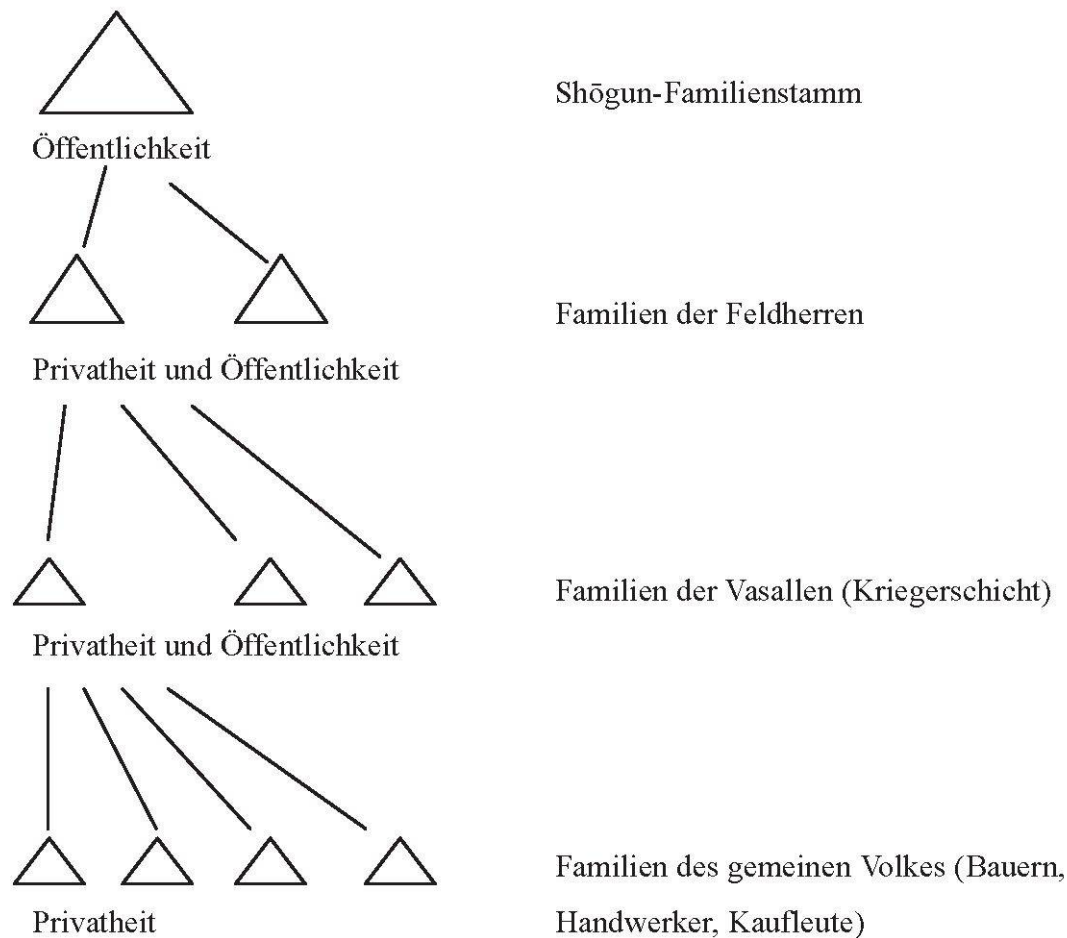 Shōgun-Familienstamm
Öffentlichkeit
Familien der Feldherren
Privatheit und Öffentlichkeit
Familien der Vasallen (Kriegerschicht)
Privatheit und Öffentlichkeit
Familien des gemeinen Volkes (Bauern,
Handwerker, Kaufleute)
Privatheit